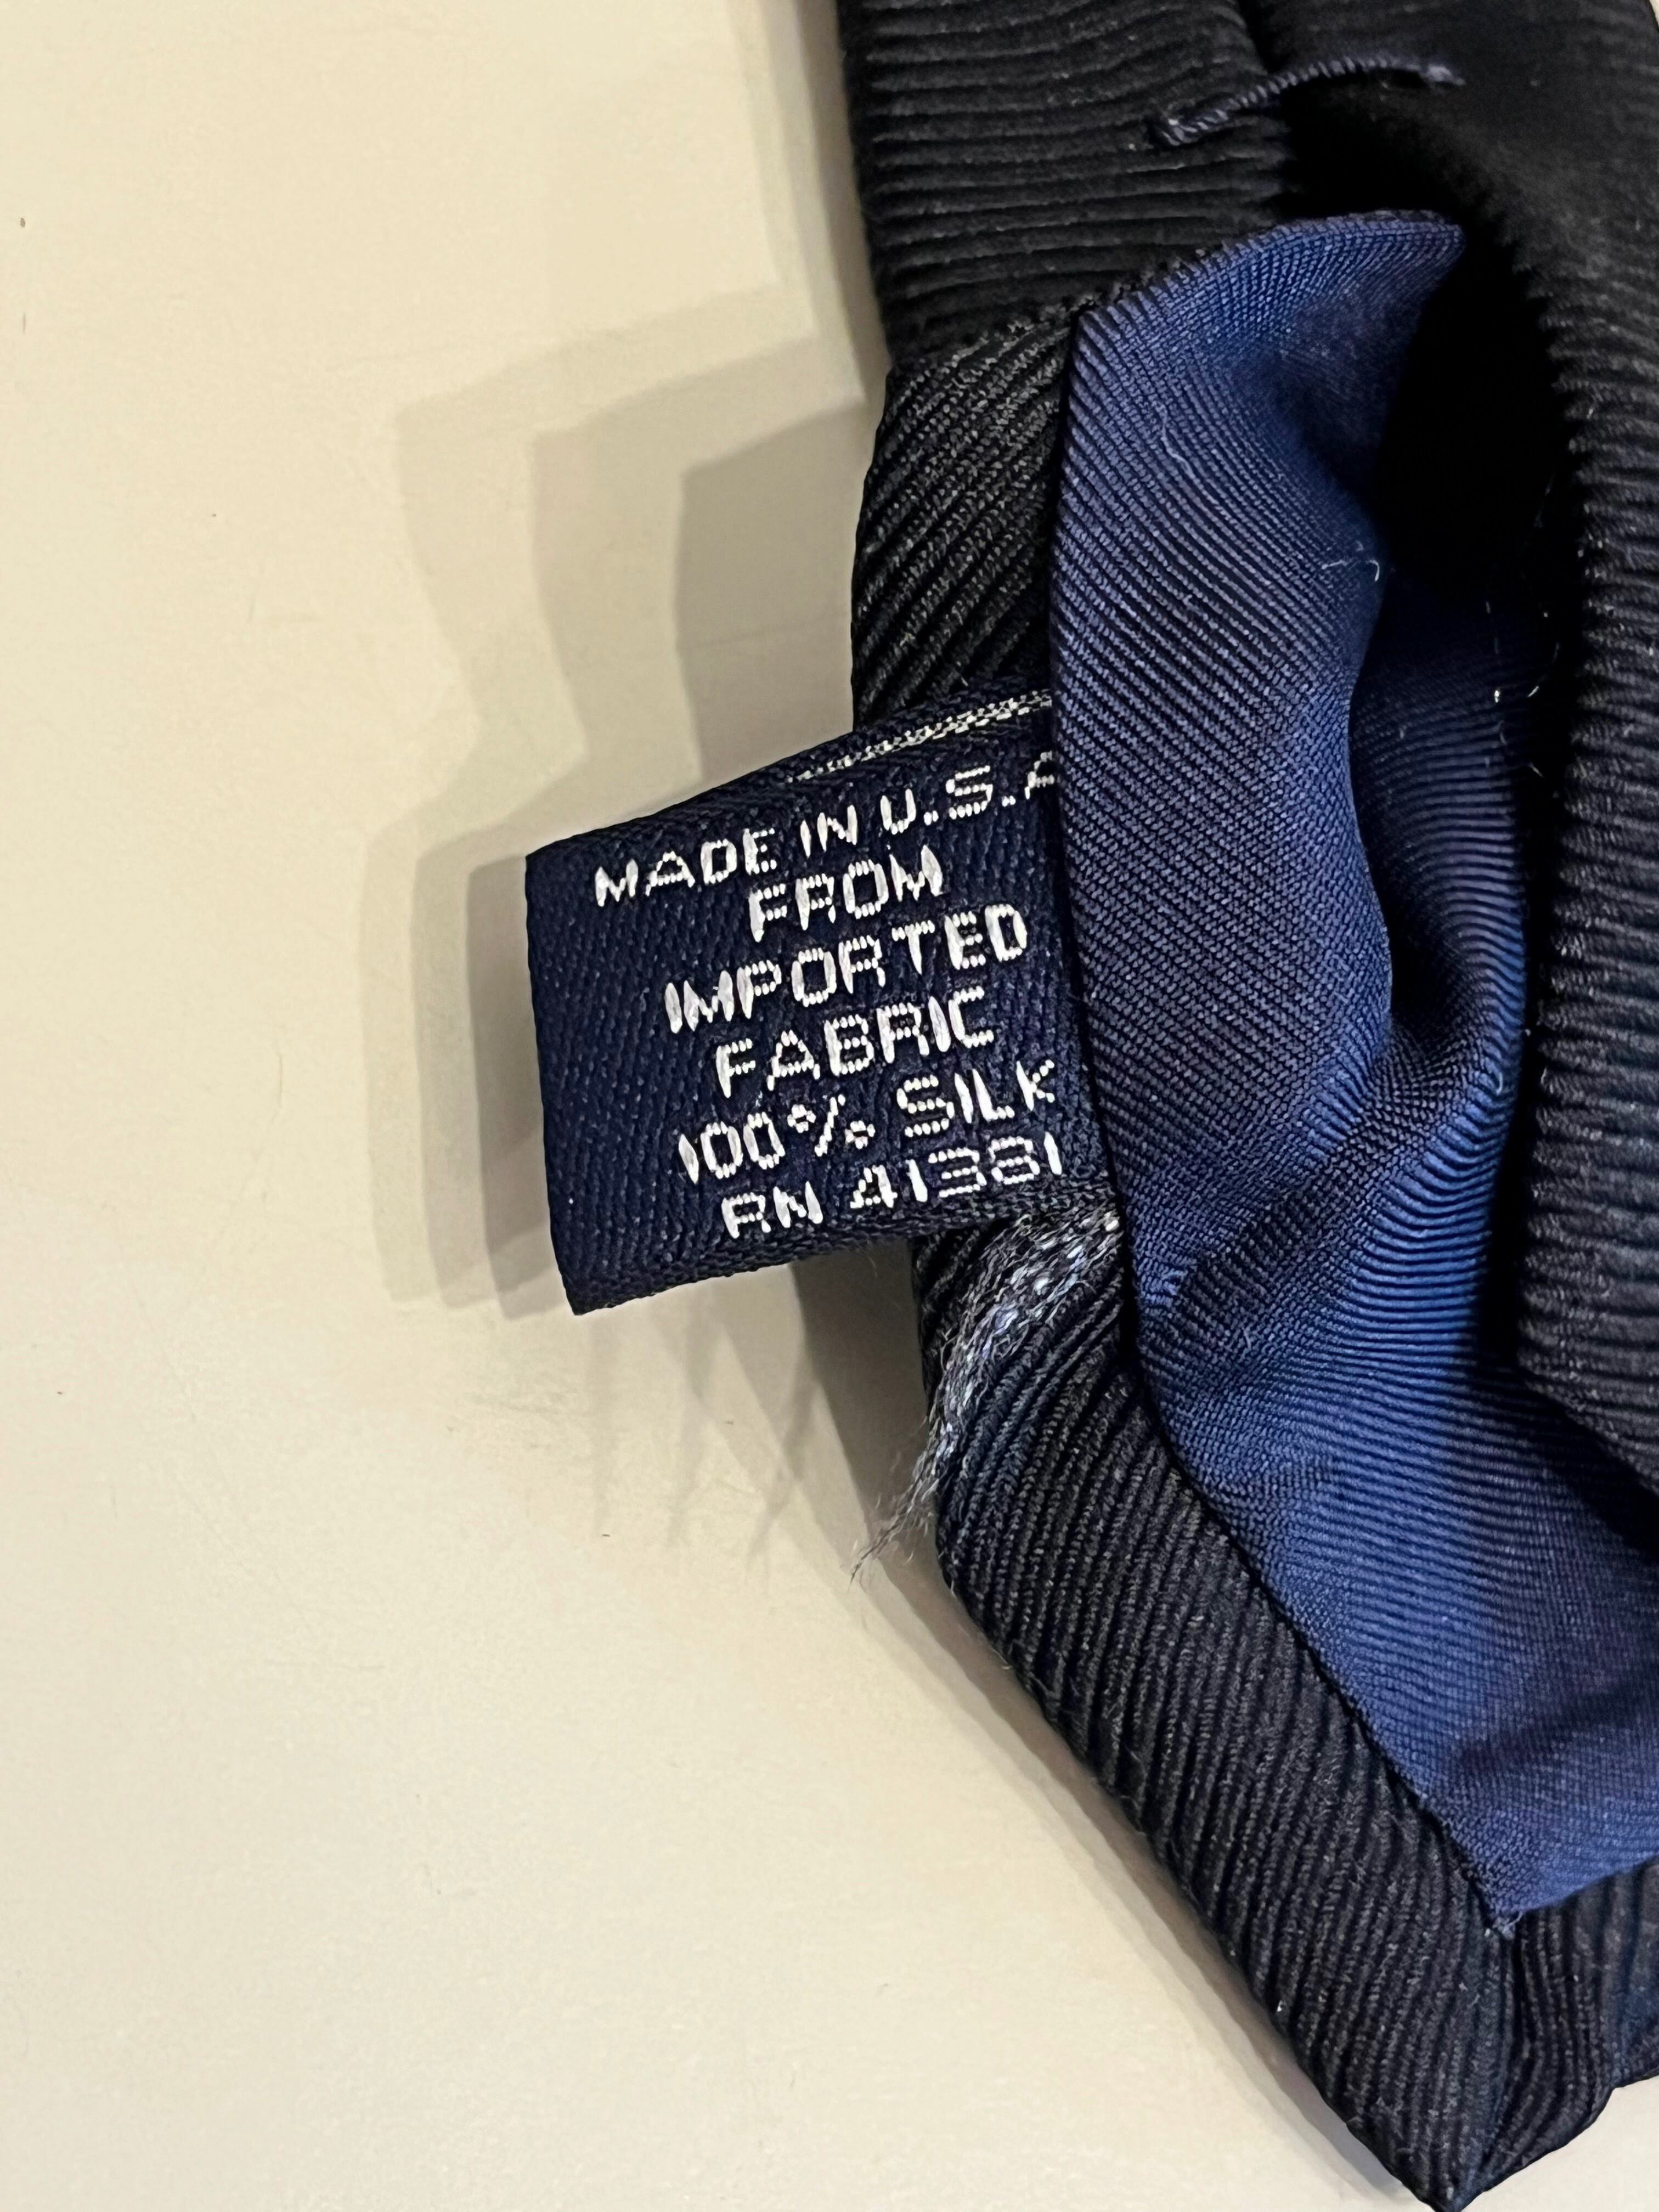 MADE IN U.S.A
FROM
IMPORTED
FABRIC
100% SILK
RN 41381